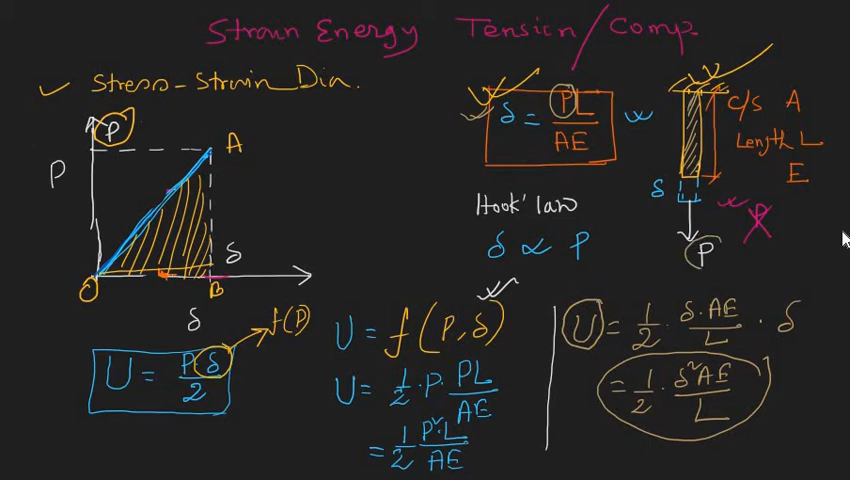 Strain Energy Tension/Comp.
✓ Stress-Strain Dia.
P
P
A
δ
O
B
δ
U = Pδ/2
f(P)
δ = PL/AE
Hook' law
δ ∝ P
C/S A
Length L
E
δ
P
P
U = f(P, δ)
U = 1/2 · P · PL/AE
= 1/2 P²·L/AE
U = 1/2 · δ·AE/L · δ
= 1/2 · δ²AE/L